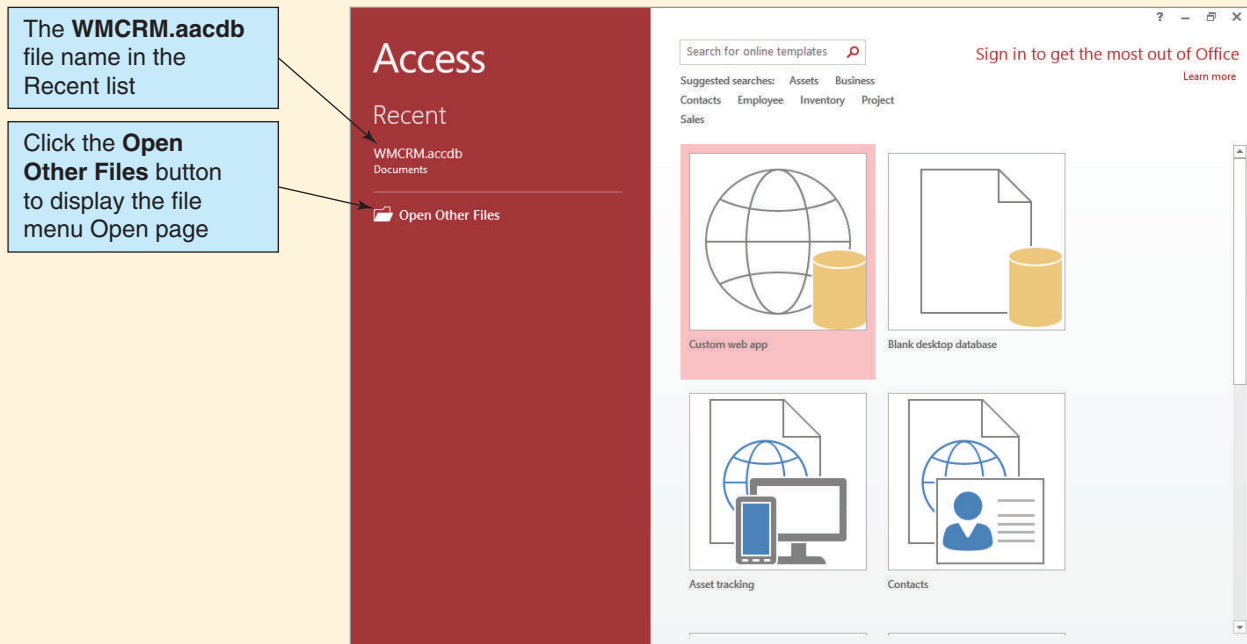 The WMCRM.aacdb
file name in the
Recent list
Click the Open
Other Files button
to display the file
menu Open page
Access
Recent
WMCRM.accdb
Documents
Open Other Files
? – X
Search for online templates
Suggested searches: Assets Business
Contacts Employee Inventory Project
Sales
Sign in to get the most out of Office
Learn more
Custom web app
Blank desktop database
Asset tracking
Contacts